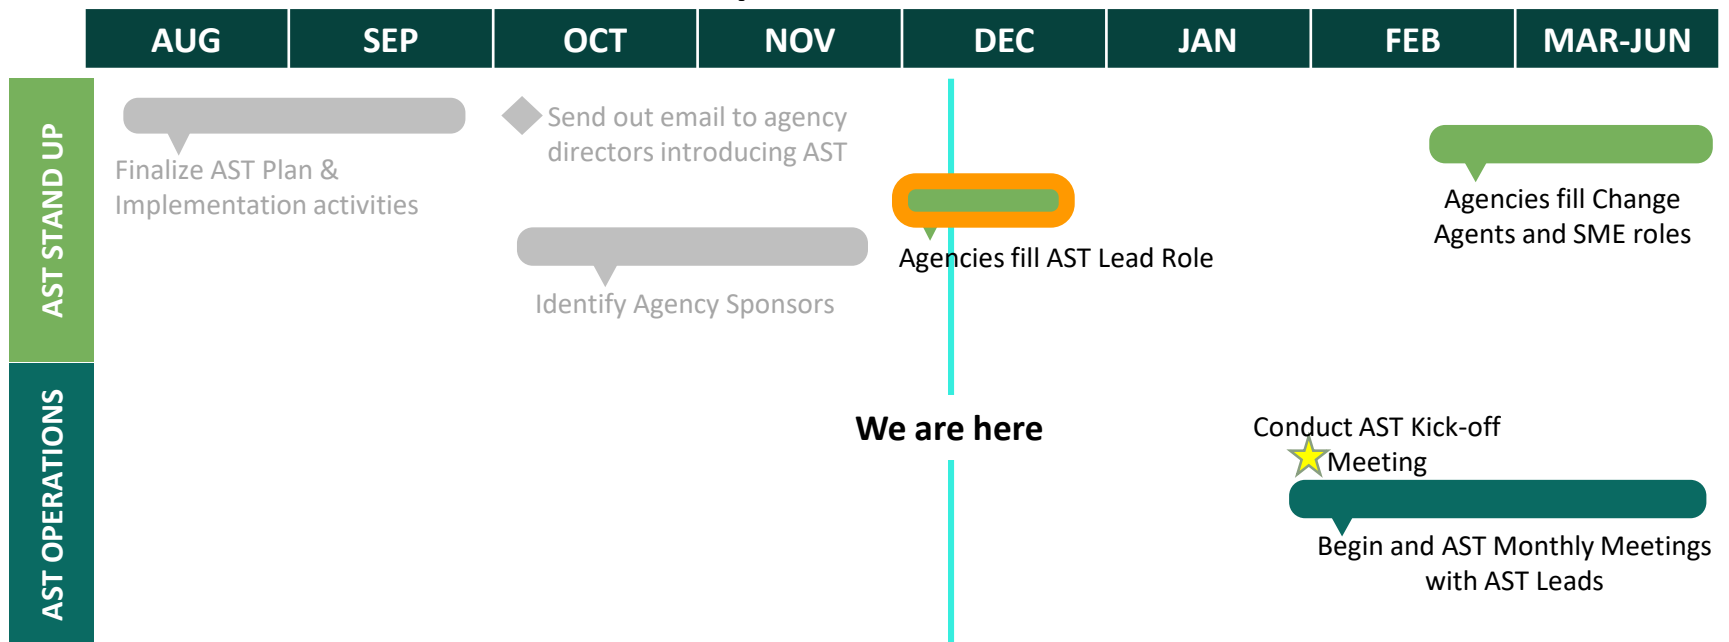 AUG SEP OCT NOV DEC JAN FEB MAR-JUN
AST STAND UP
Finalize AST Plan &
Implementation activities
Send out email to agency
directors introducing AST
Identify Agency Sponsors
Agencies fill AST Lead Role
Agencies fill Change
Agents and SME roles
AST OPERATIONS
We are here
Conduct AST Kick-off
Meeting
Begin and AST Monthly Meetings
with AST Leads